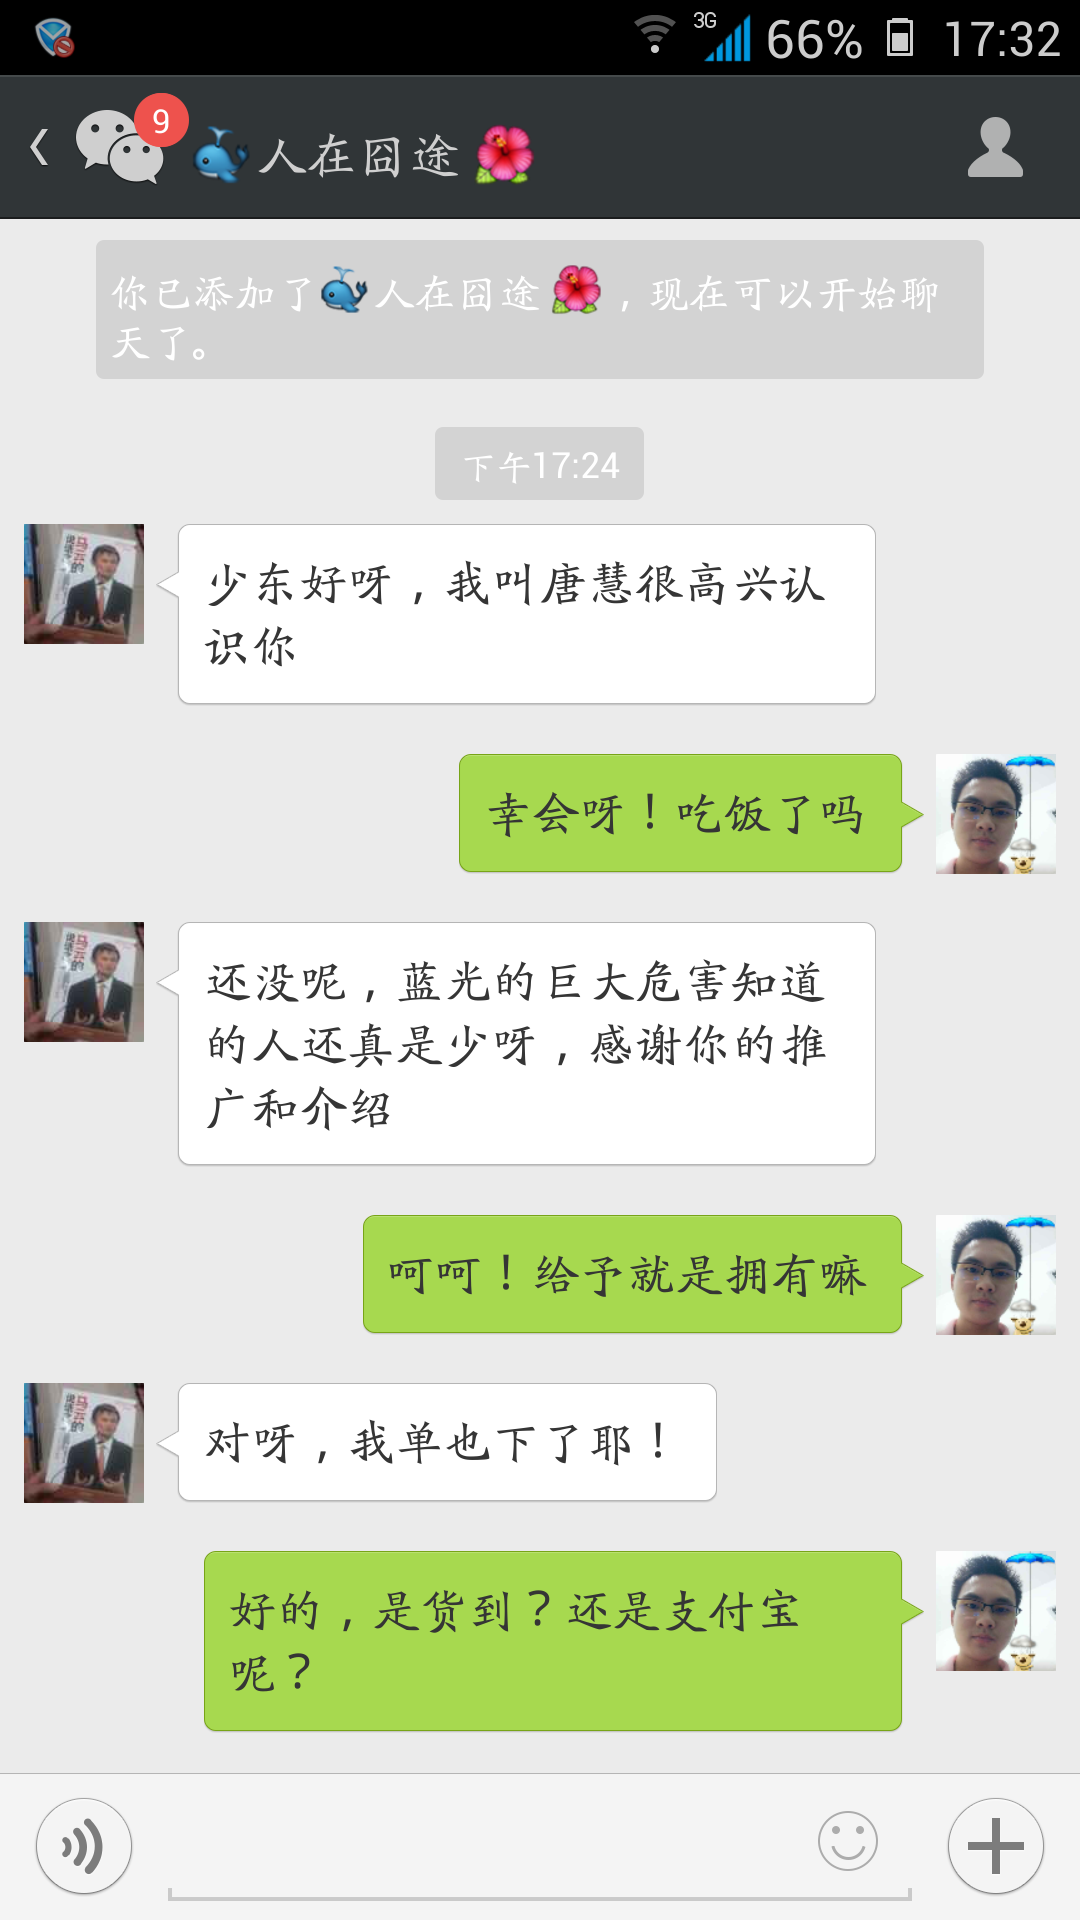 3G 66% 17:32
9 人在囧途
你已添加了人在囧途，现在可以开始聊
天了。
下午17:24
少东好呀，我叫唐慧很高兴认
识你
幸会呀！吃饭了吗
还没呢，蓝光的巨大危害知道
的人还真是少呀，感谢你的推
广和介绍
呵呵！给予就是拥有嘛
对呀，我单也下了耶！
好的，是货到？还是支付宝
呢？